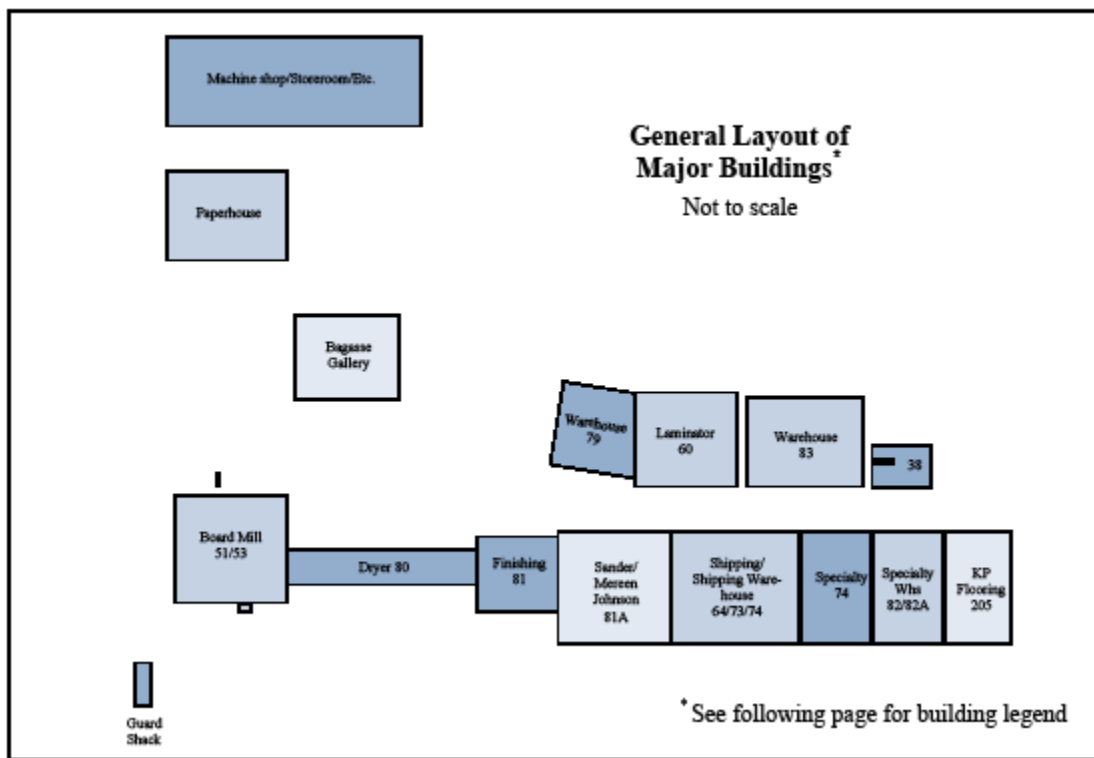 Machine shop/Storeroom/Etc.
General Layout of
Major Buildings*
Not to scale
Paperhouse
Bagasse
Gallery
Warehouse
79
Laminator
60
Warehouse
83
38
Board Mill
51/53
Dryer 80
Finishing
81
Sander/
Mereen
Johnson
81A
Shipping/
Shipping Ware-
house
64/73/74
Specialty
74
Specialty
Whs
82/82A
KP
Flooring
205
Guard
Shack
*See following page for building legend